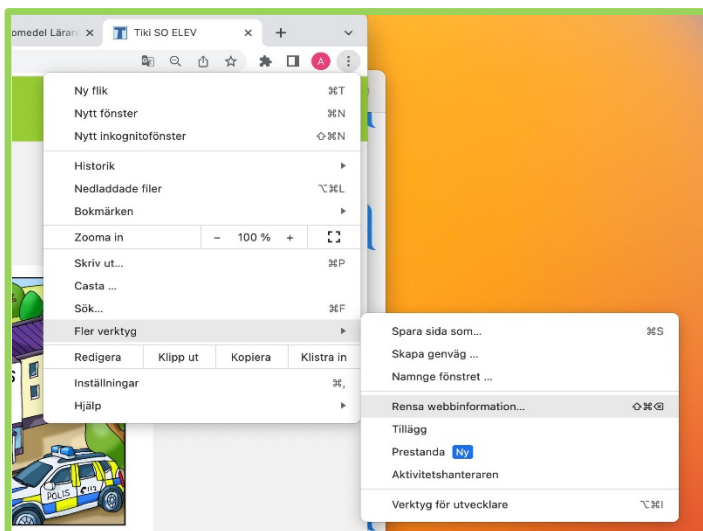 omedel Läran × Tiki SO ELEV × +
A
Ny flik ⌘T
Nytt fönster ⌘N
Nytt inkognitofönster ⇧⌘N
Historik
Nedladdade filer ⌥⌘L
Bokmärken
Zooma in – 100 % +
Skriv ut... ⌘P
Casta ...
Sök... ⌘F
Fler verktyg
Redigera Klipp ut Kopiera Klistra in
Inställningar ⌘,
Hjälp
Spara sida som... ⌘S
Skapa genväg ...
Namnge fönstret ...
Rensa webbinformation... ⇧⌘⌫
Tillägg
Prestanda Ny
Aktivitetshanteraren
Verktyg för utvecklare ⌥⌘I
POLIS 112